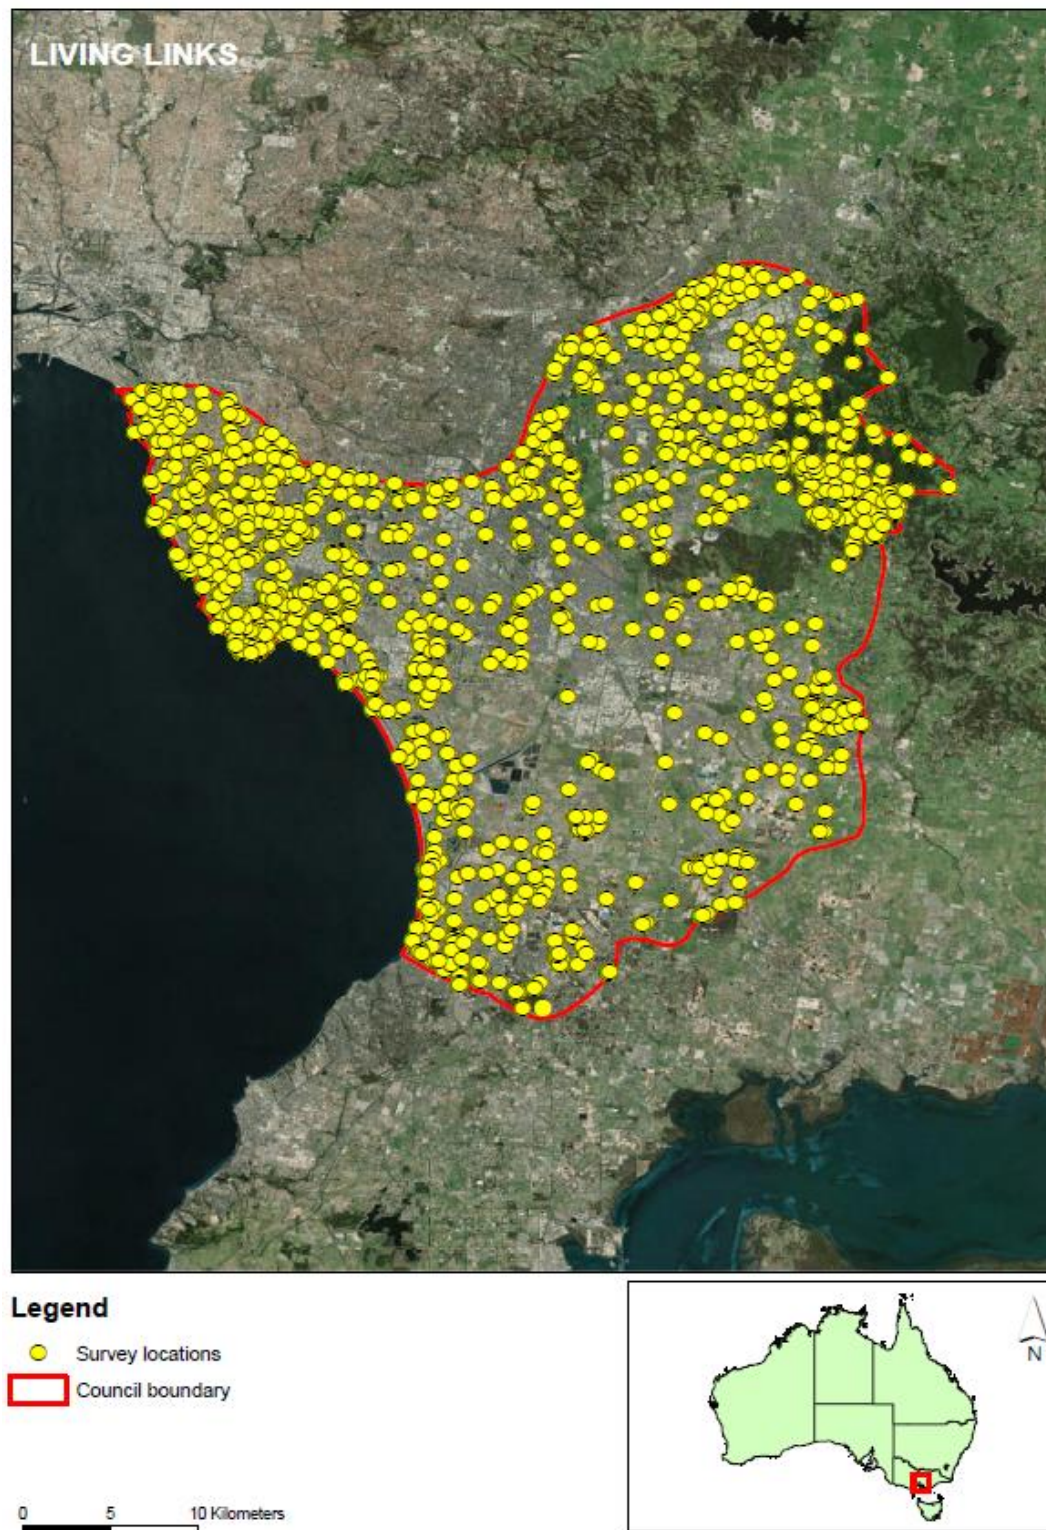 LIVING LINKS
Legend
Survey locations
Council boundary
0 5 10 Kilometers
N